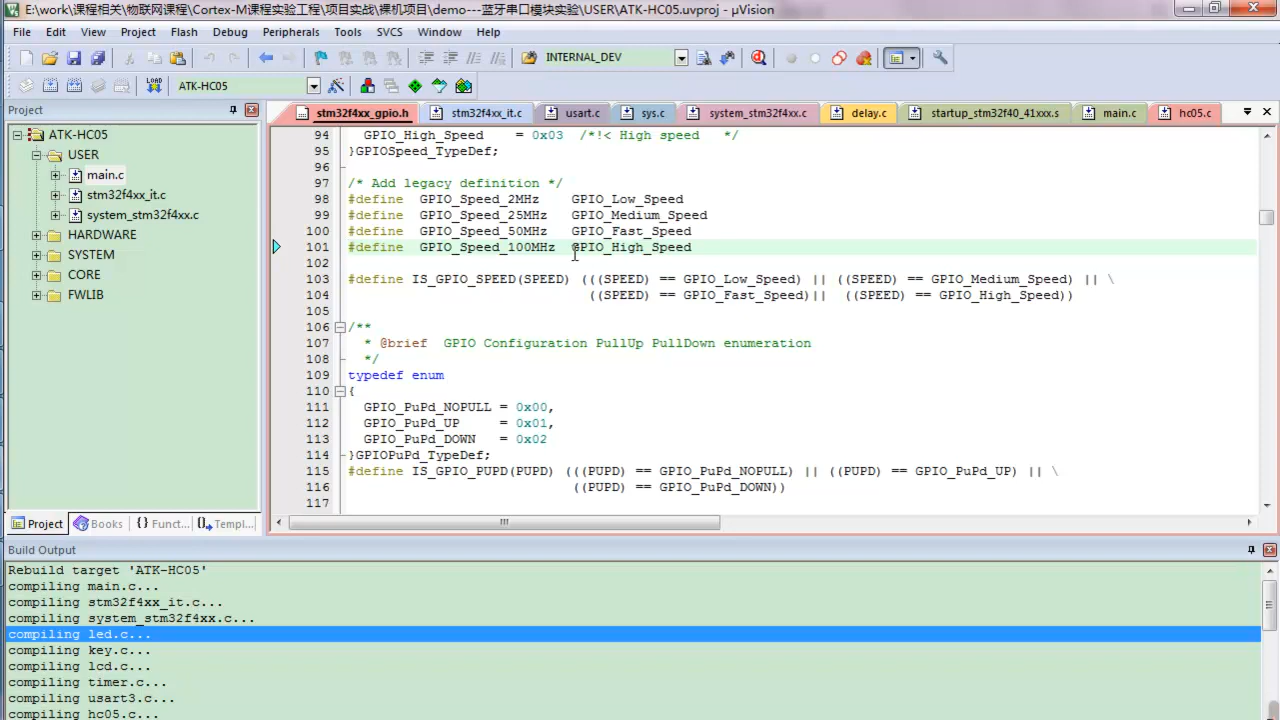 E:\work\课程相关\物联网课程\Cortex-M课程实验工程\项目实战\裸机项目\demo---蓝牙串口模块实验\USER\ATK-HC05.uvproj - µVision
File Edit View Project Flash Debug Peripherals Tools SVCS Window Help
INTERNAL_DEV
LOAD ATK-HC05
Project
stm32f4xx_gpio.h stm32f4xx_it.c usart.c sys.c system_stm32f4xx.c delay.c startup_stm32f40_41xxx.s main.c hc05.c
ATK-HC05
USER
main.c
stm32f4xx_it.c
system_stm32f4xx.c
HARDWARE
SYSTEM
CORE
FWLIB
94 GPIO_High_Speed = 0x03 /*!< High speed */
95 }GPIOSpeed_TypeDef;
96
97 /* Add legacy definition */
98 #define GPIO_Speed_2MHz GPIO_Low_Speed
99 #define GPIO_Speed_25MHz GPIO_Medium_Speed
100 #define GPIO_Speed_50MHz GPIO_Fast_Speed
101 #define GPIO_Speed_100MHz GPIO_High_Speed
102
103 #define IS_GPIO_SPEED(SPEED) (((SPEED) == GPIO_Low_Speed) || ((SPEED) == GPIO_Medium_Speed) || \
104 ((SPEED) == GPIO_Fast_Speed)|| ((SPEED) == GPIO_High_Speed))
105
106 /**
107 * @brief GPIO Configuration PullUp PullDown enumeration
108 */
109 typedef enum
110 {
111 GPIO_PuPd_NOPULL = 0x00,
112 GPIO_PuPd_UP = 0x01,
113 GPIO_PuPd_DOWN = 0x02
114 }GPIOPuPd_TypeDef;
115 #define IS_GPIO_PUPD(PUPD) (((PUPD) == GPIO_PuPd_NOPULL) || ((PUPD) == GPIO_PuPd_UP) || \
116 ((PUPD) == GPIO_PuPd_DOWN))
117
Project Books {} Funct... Templ...
Build Output
Rebuild target 'ATK-HC05'
compiling main.c...
compiling stm32f4xx_it.c...
compiling system_stm32f4xx.c...
compiling led.c...
compiling key.c...
compiling lcd.c...
compiling timer.c...
compiling usart3.c...
compiling hc05.c...